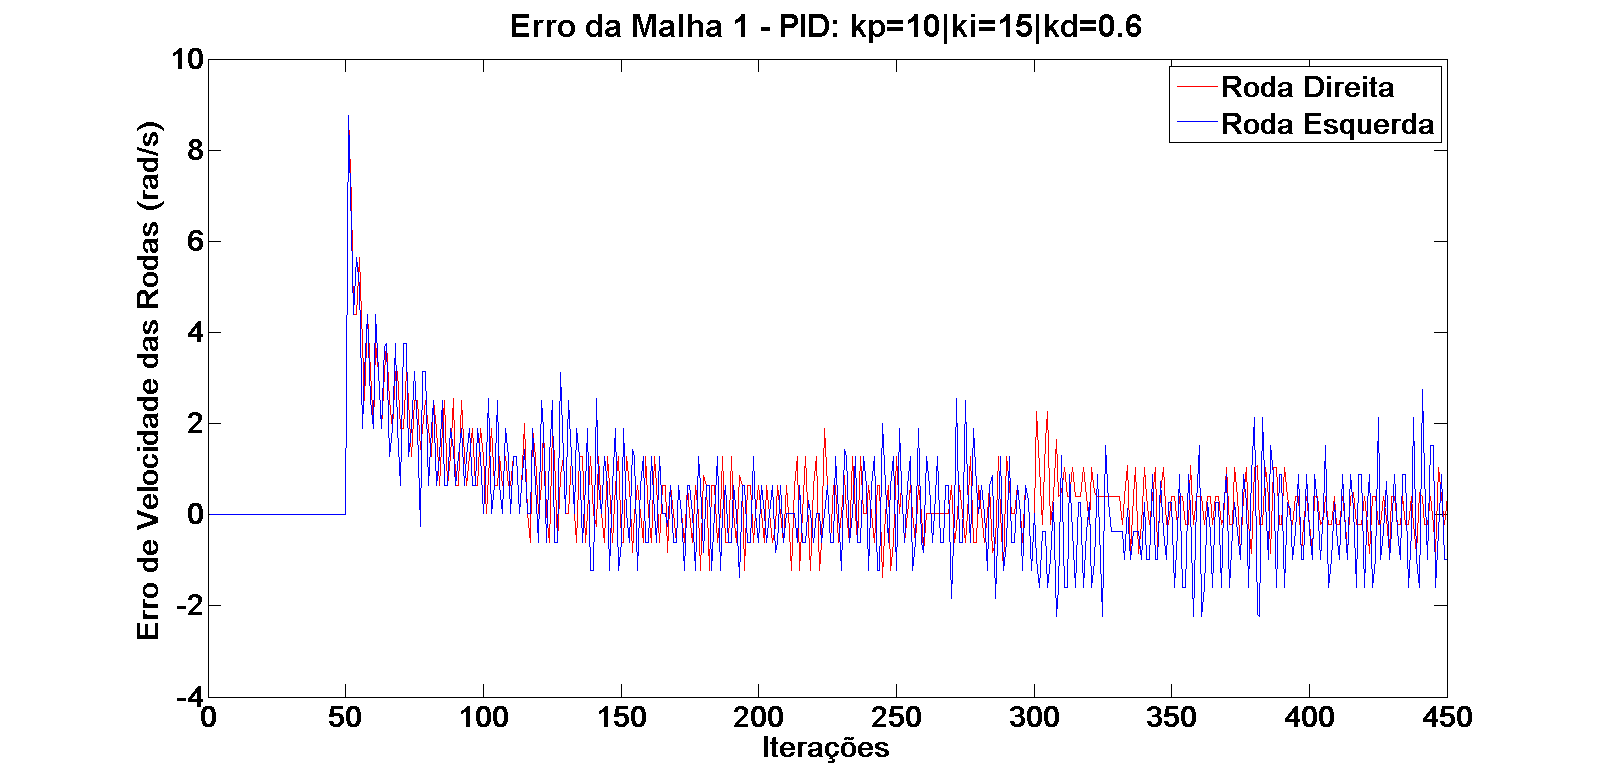 Erro da Malha 1 - PID: kp=10|ki=15|kd=0.6
Roda Direita
Roda Esquerda
Erro de Velocidade das Rodas (rad/s)
10
8
6
4
2
0
-2
-4
0 50 100 150 200 250 300 350 400 450
Iterações